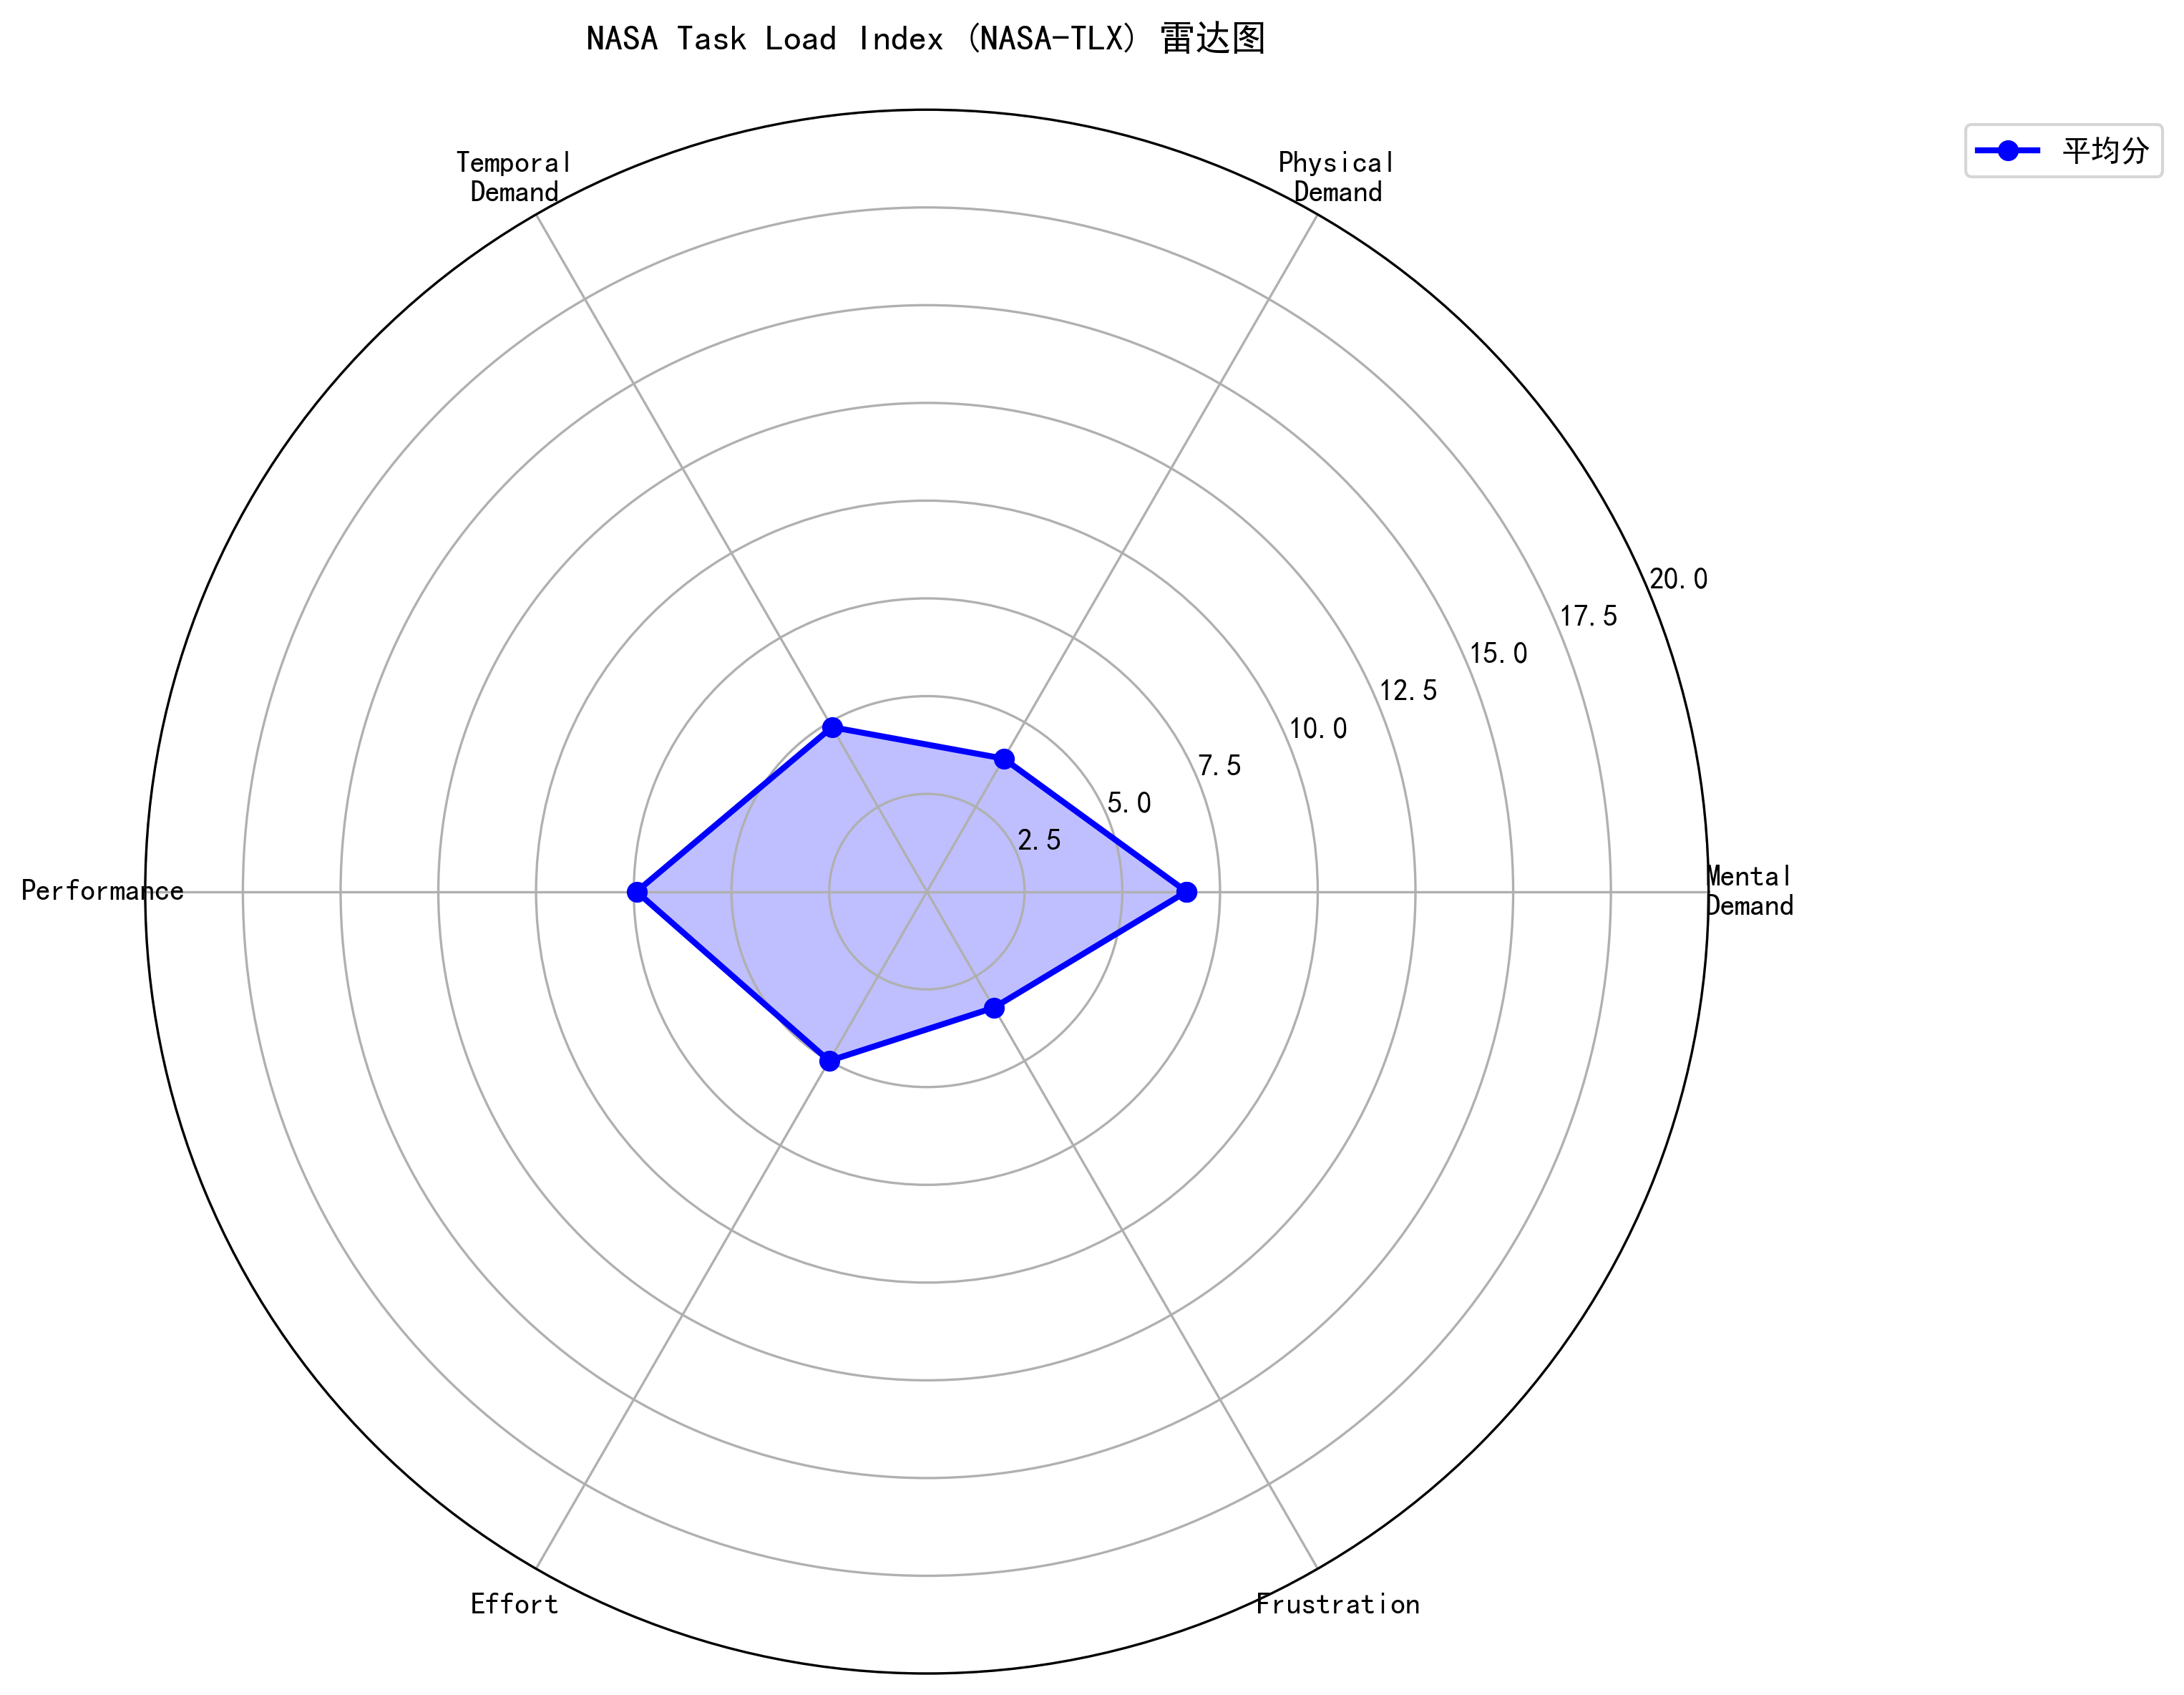 NASA Task Load Index (NASA-TLX) 雷达图
平均分
Temporal
Demand
Physical
Demand
20.0
17.5
15.0
12.5
10.0
7.5
5.0
2.5
Performance
Mental
Demand
Effort
Frustration